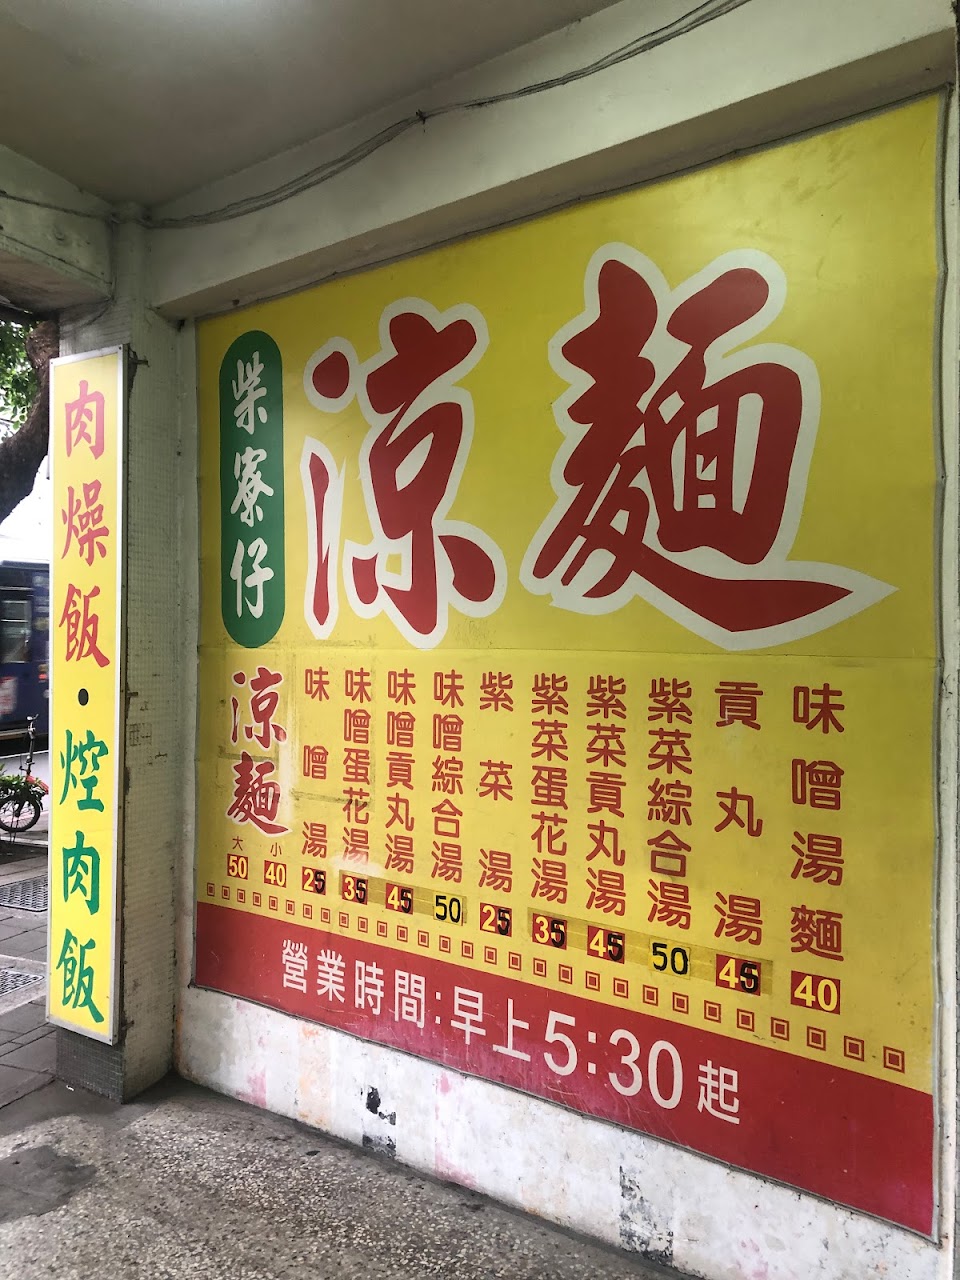 肉燥飯・焢肉飯
柴寮仔
涼麵
涼麵 大 50 小 40
味噌湯 25
味噌蛋花湯 35
味噌貢丸湯 45
味噌綜合湯 50
紫菜湯 25
紫菜蛋花湯 35
紫菜貢丸湯 45
紫菜綜合湯 50
貢丸湯 45
味噌湯麵 40
營業時間:早上5:30起